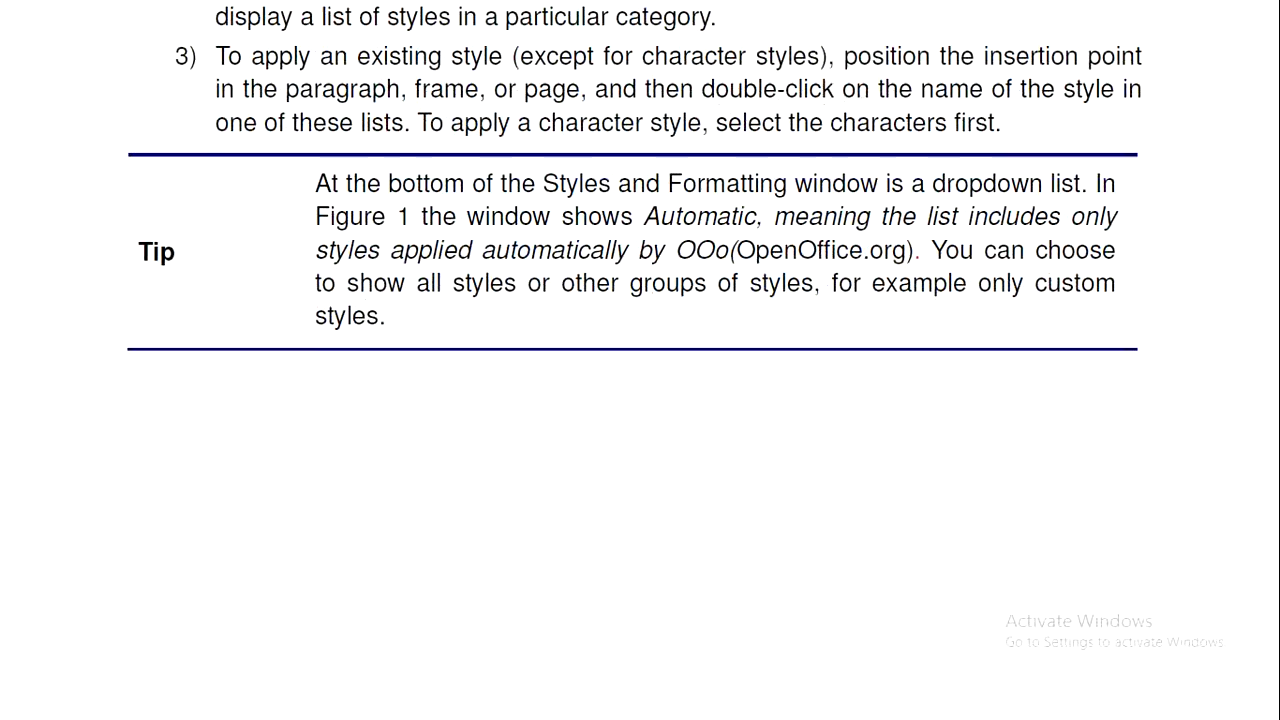 display a list of styles in a particular category.
3) To apply an existing style (except for character styles), position the insertion point
in the paragraph, frame, or page, and then double-click on the name of the style in
one of these lists. To apply a character style, select the characters first.
At the bottom of the Styles and Formatting window is a dropdown list. In
Figure 1 the window shows Automatic, meaning the list includes only
Tip
styles applied automatically by OOo(OpenOffice.org). You can choose
to show all styles or other groups of styles, for example only custom
styles.
Activate Windows
Go to Settings to activate Windows